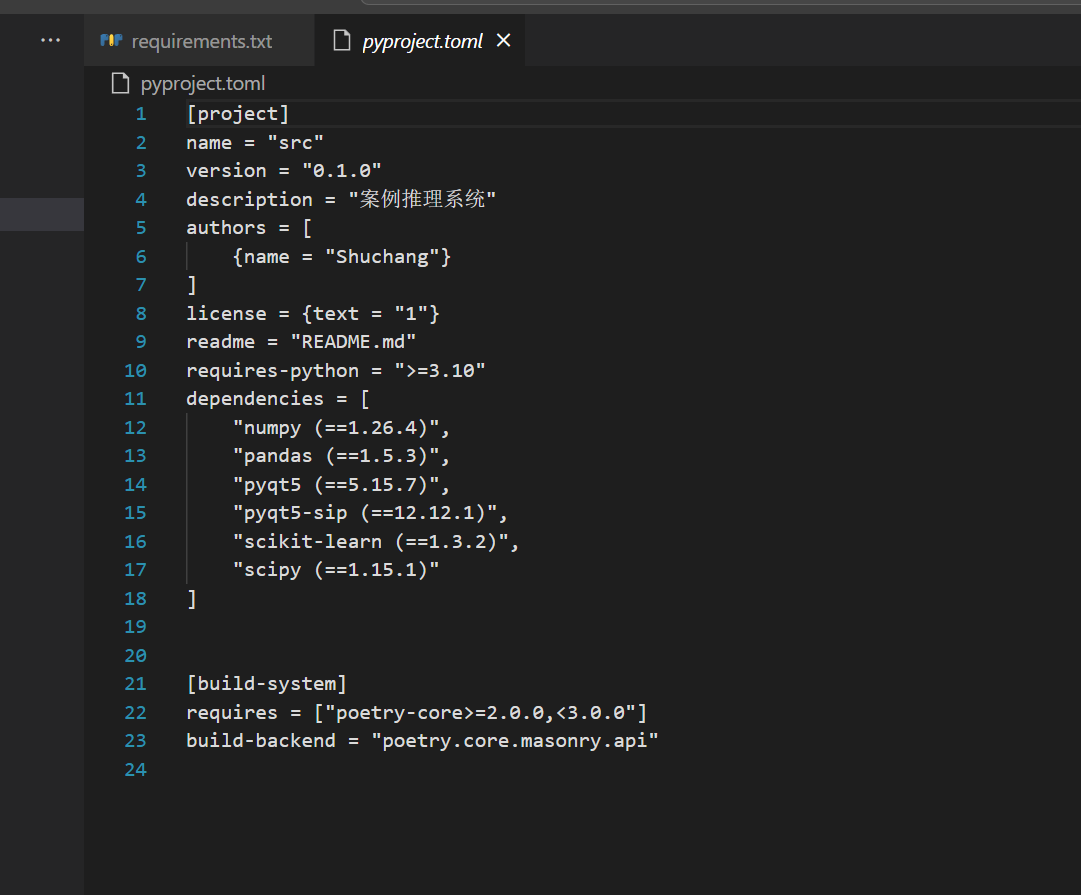 requirements.txt
pyproject.toml
pyproject.toml
1 [project]
2 name = "src"
3 version = "0.1.0"
4 description = "案例推理系统"
5 authors = [
6     {name = "Shuchang"}
7 ]
8 license = {text = "1"}
9 readme = "README.md"
10 requires-python = ">=3.10"
11 dependencies = [
12     "numpy (==1.26.4)",
13     "pandas (==1.5.3)",
14     "pyqt5 (==5.15.7)",
15     "pyqt5-sip (==12.12.1)",
16     "scikit-learn (==1.3.2)",
17     "scipy (==1.15.1)"
18 ]
19
20
21 [build-system]
22 requires = ["poetry-core>=2.0.0,<3.0.0"]
23 build-backend = "poetry.core.masonry.api"
24